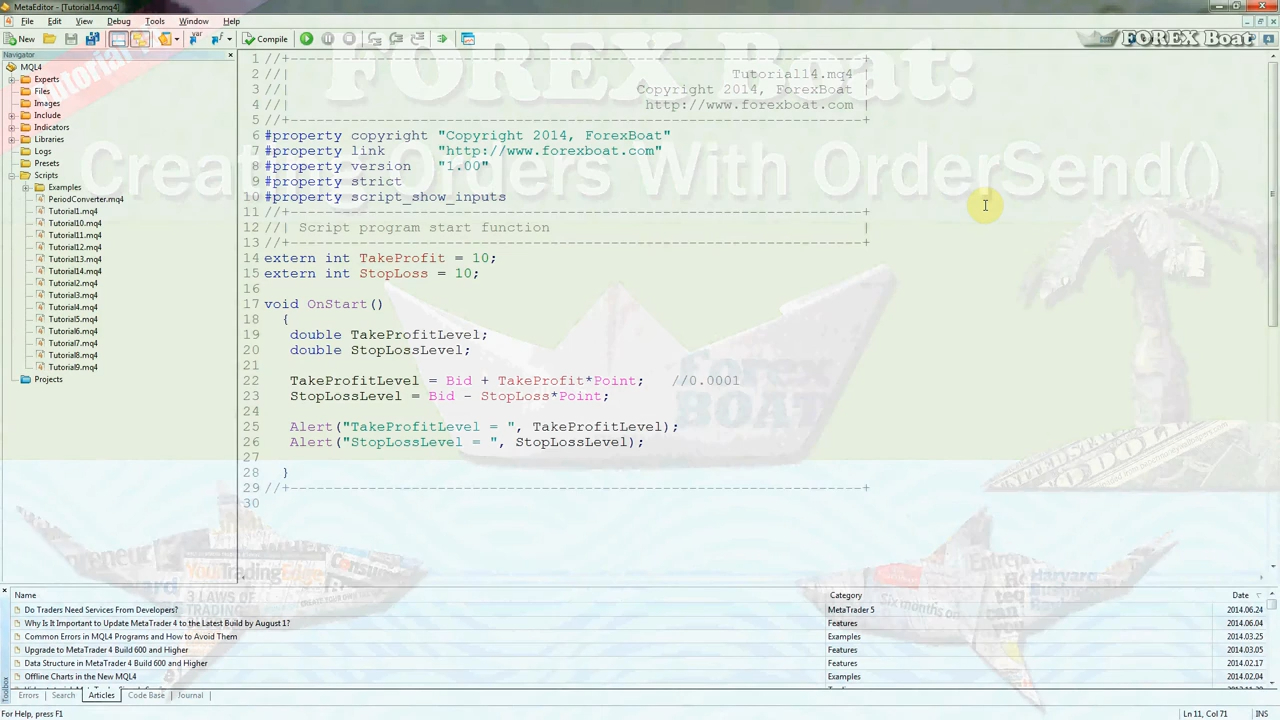 MetaEditor - [Tutorial14.mq4]
File Edit View Debug Tools Window Help
New Compile
FOREX Boat
Navigator
MQL4
Experts
Files
Images
Include
Indicators
Libraries
Logs
Presets
Scripts
Examples
PeriodConverter.mq4
Tutorial1.mq4
Tutorial10.mq4
Tutorial11.mq4
Tutorial12.mq4
Tutorial13.mq4
Tutorial14.mq4
Tutorial2.mq4
Tutorial3.mq4
Tutorial4.mq4
Tutorial5.mq4
Tutorial6.mq4
Tutorial7.mq4
Tutorial8.mq4
Tutorial9.mq4
Projects
FOREX Boat:
Orders With OrderSend()
1 //+------------------------------------------------------------------+
2 //| Tutorial14.mq4 |
3 //| Copyright 2014, ForexBoat |
4 //| http://www.forexboat.com |
5 //+------------------------------------------------------------------+
6 #property copyright "Copyright 2014, ForexBoat"
7 #property link "http://www.forexboat.com"
8 #property version "1.00"
9 #property strict
10 #property script_show_inputs
11 //+------------------------------------------------------------------+
12 //| Script program start function |
13 //+------------------------------------------------------------------+
14 extern int TakeProfit = 10;
15 extern int StopLoss = 10;
16
17 void OnStart()
18 {
19 double TakeProfitLevel;
20 double StopLossLevel;
21
22 TakeProfitLevel = Bid + TakeProfit*Point; //0.0001
23 StopLossLevel = Bid - StopLoss*Point;
24
25 Alert("TakeProfitLevel = ", TakeProfitLevel);
26 Alert("StopLossLevel = ", StopLossLevel);
27
28 }
29 //+------------------------------------------------------------------+
30
Forex
BOAT
Name Category Date
Do Traders Need Services From Developers? MetaTrader 5 2014.06.24
Why Is It Important to Update MetaTrader 4 to the Latest Build by August 1? Features 2014.06.04
Common Errors in MQL4 Programs and How to Avoid Them Examples 2014.03.25
Upgrade to MetaTrader 4 Build 600 and Higher Features 2014.03.05
Data Structure in MetaTrader 4 Build 600 and Higher Features 2014.02.17
Offline Charts in the New MQL4 Examples 2014.02.04
Toolbox
Errors Search Articles Code Base Journal
For Help, press F1 Ln 11, Col 71 INS